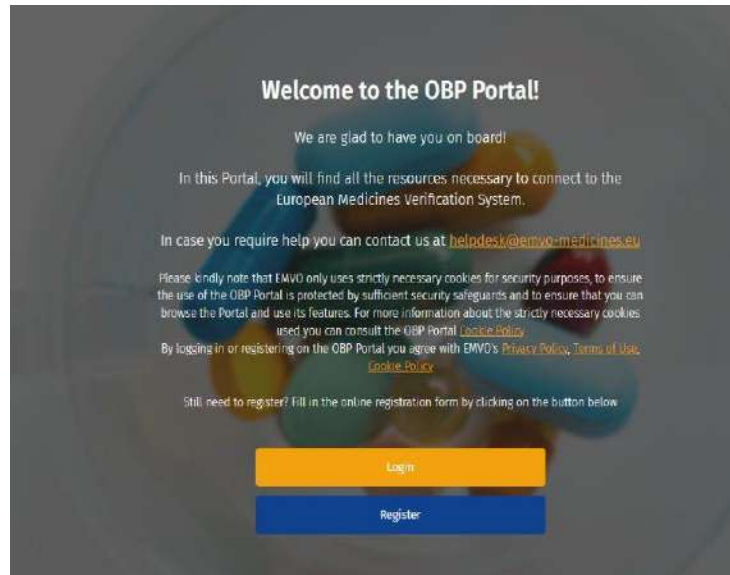 Welcome to the OBP Portal!
We are glad to have you on board!
In this Portal, you will find all the resources necessary to connect to the
European Medicines Verification System.
In case you require help you can contact us at helpdesk@emvo-medicines.eu
Please kindly note that EMVO only uses strictly necessary cookies for security purposes, to ensure
the use of the OBP Portal is protected by sufficient security safeguards and to ensure that you can
browse the Portal and use its features. For more information about the strictly necessary cookies
used you can consult the OBP Portal Cookie Policy
By logging in or registering on the OBP Portal you agree with EMVO's Privacy Policy, Terms of Use,
Cookie Policy
Still need to register? Fill in the online registration form by clicking on the button below
Login
Register